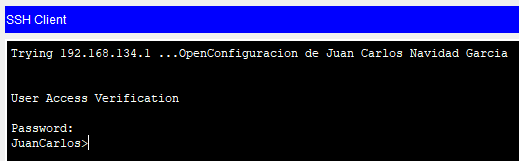 SSH Client
Trying 192.168.134.1 ...OpenConfiguracion de Juan Carlos Navidad Garcia
User Access Verification
Password:
JuanCarlos>